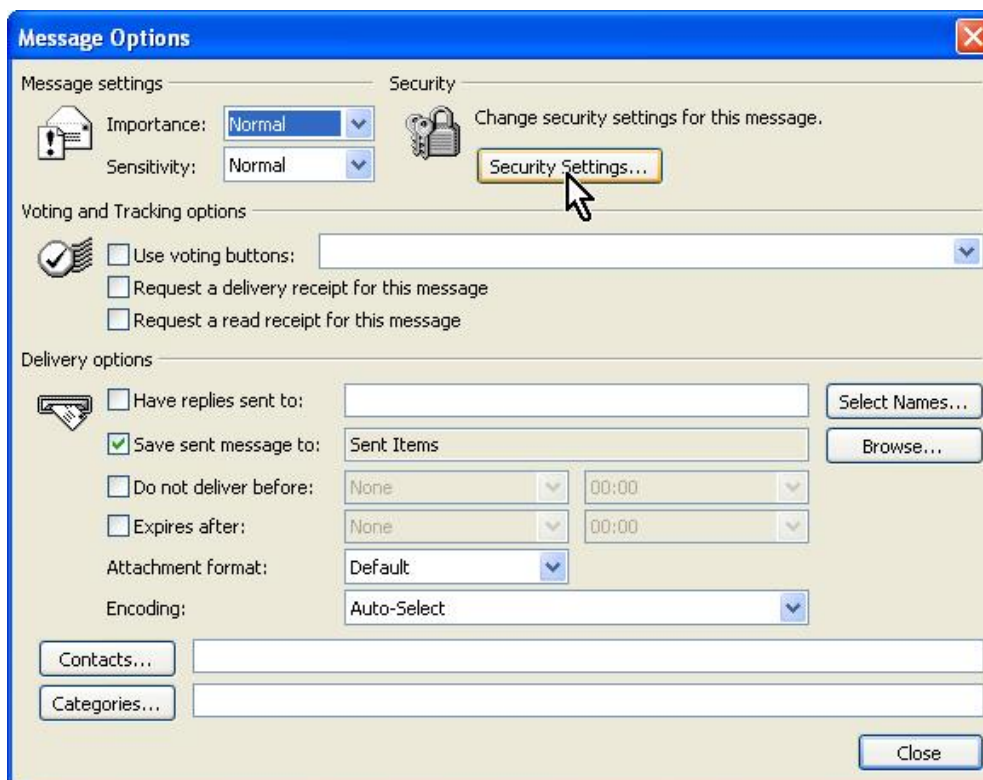 Message Options
Message settings
Security
Importance: Normal
Change security settings for this message.
Sensitivity: Normal
Security Settings...
Voting and Tracking options
Use voting buttons:
Request a delivery receipt for this message
Request a read receipt for this message
Delivery options
Have replies sent to:
Select Names...
Save sent message to: Sent Items
Browse...
Do not deliver before: None 00:00
Expires after: None 00:00
Attachment format: Default
Encoding: Auto-Select
Contacts...
Categories...
Close